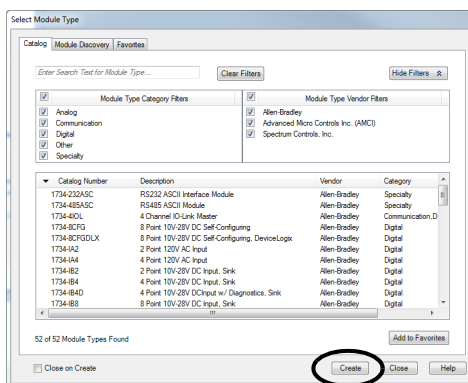 Select Module Type
Catalog Module Discovery Favorites
Enter Search Text for Module Type... Clear Filters Hide Filters
Module Type Category Filters Module Type Vendor Filters
Analog Allen-Bradley
Communication Advanced Micro Controls Inc. (AMCI)
Digital Spectrum Controls, Inc.
Other
Specialty
Catalog Number Description Vendor Category
1734-232ASC RS232 ASCII Interface Module Allen-Bradley Specialty
1734-485ASC RS485 ASCII Module Allen-Bradley Specialty
1734-4IOL 4 Channel IO-Link Master Allen-Bradley Communication,D
1734-8CFG 8 Point 10V-28V DC Self-Configuring Allen-Bradley Digital
1734-8CFGDLX 8 Point 10V-28V DC Self-Configuring, DeviceLogix Allen-Bradley Digital
1734-IA2 2 Point 120V AC Input Allen-Bradley Digital
1734-IA4 4 Point 120V AC Input Allen-Bradley Digital
1734-IB2 2 Point 10V-28V DC Input, Sink Allen-Bradley Digital
1734-IB4 4 Point 10V-28V DC Input, Sink Allen-Bradley Digital
1734-IB4D 4 Point 10V-28V DCInput w/ Diagnostics, Sink Allen-Bradley Digital
1734-IB8 8 Point 10V-28V DC Input, Sink Allen-Bradley Digital
52 of 52 Module Types Found Add to Favorites
Close on Create Create Close Help